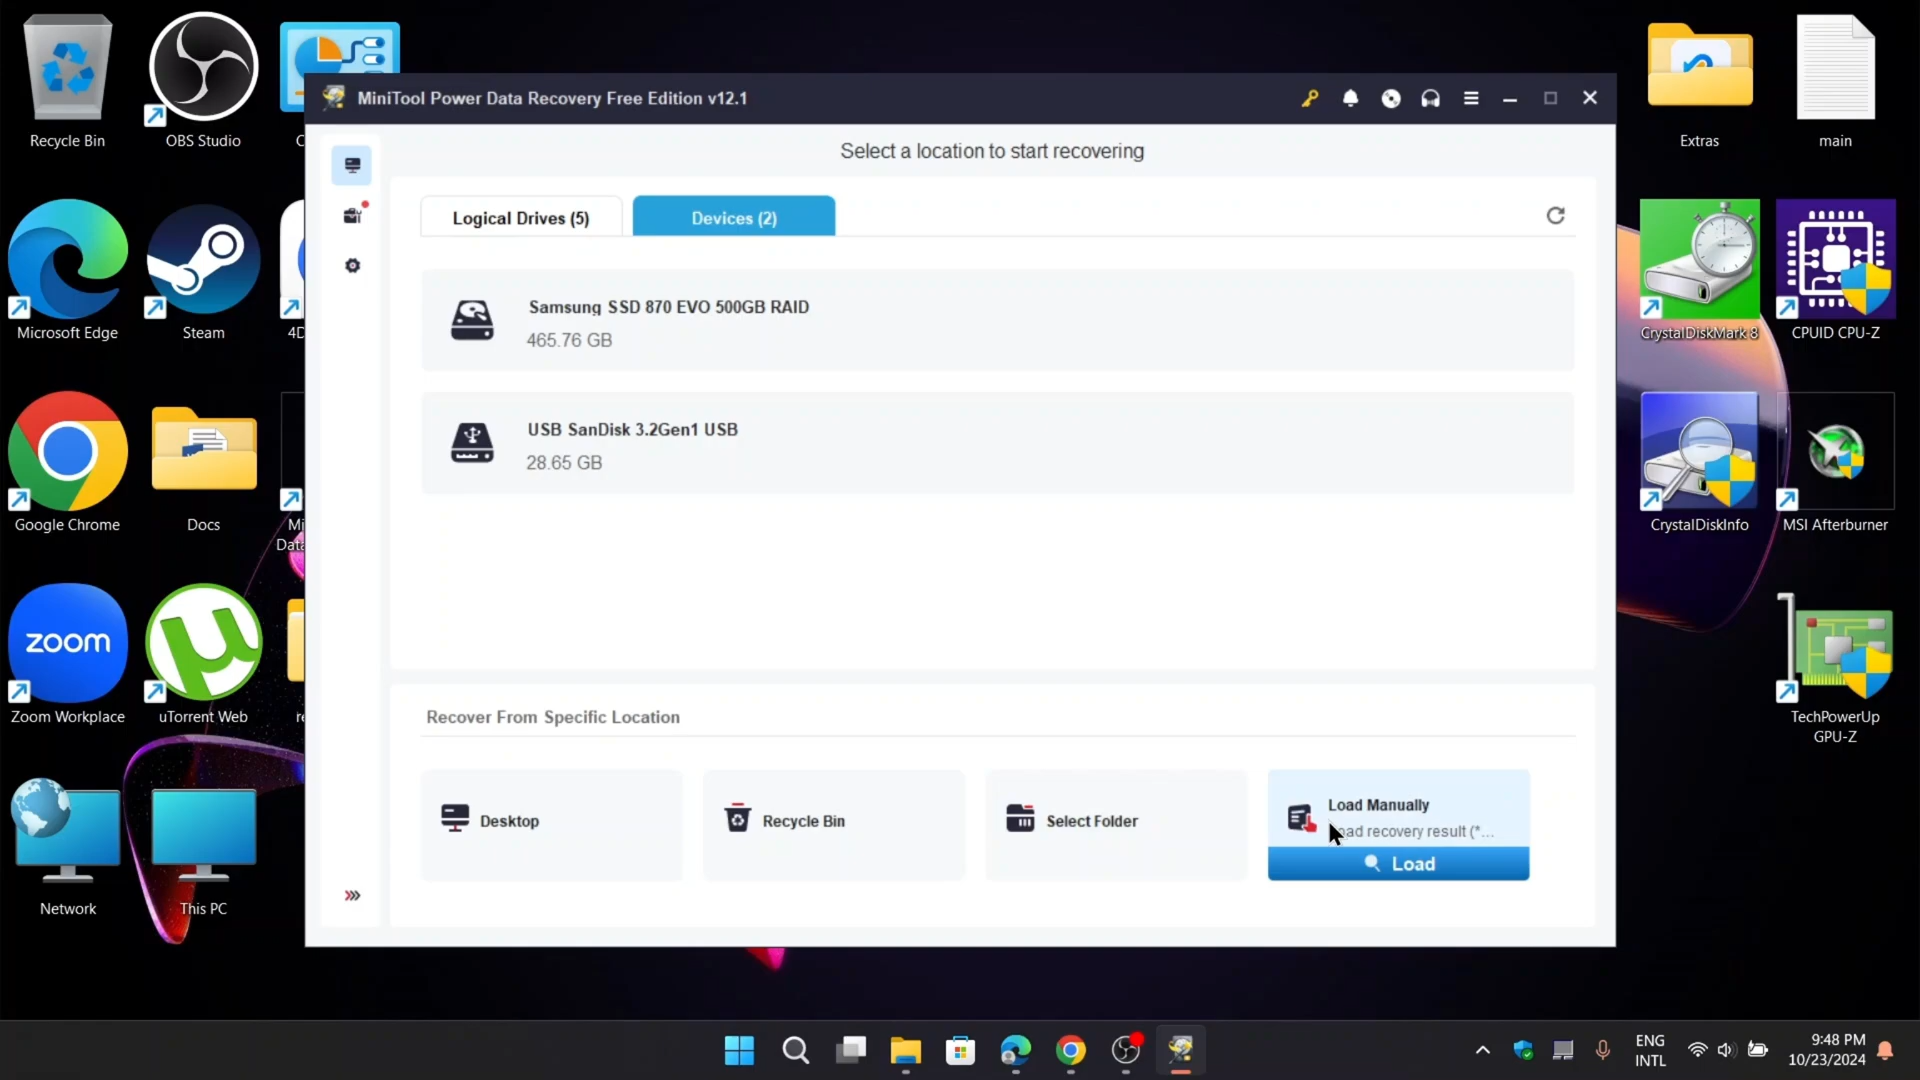 MiniTool Power Data Recovery Free Edition v12.1
Select a location to start recovering
Logical Drives (5)
Devices (2)
Samsung SSD 870 EVO 500GB RAID
465.76 GB
USB SanDisk 3.2Gen1 USB
28.65 GB
Recover From Specific Location
Desktop
Recycle Bin
Select Folder
Load Manually
ad recovery result (*...
Load
Recycle Bin
OBS Studio
C
Microsoft Edge
Steam
4D
Google Chrome
Docs
Mi
Data
zoom
Zoom Workplace
uTorrent Web
re
Network
This PC
Extras
main
CrystalDiskMark 8
CPUID CPU-Z
CrystalDiskInfo
MSI Afterburner
TechPowerUp
GPU-Z
ENG
INTL
9:48 PM
10/23/2024